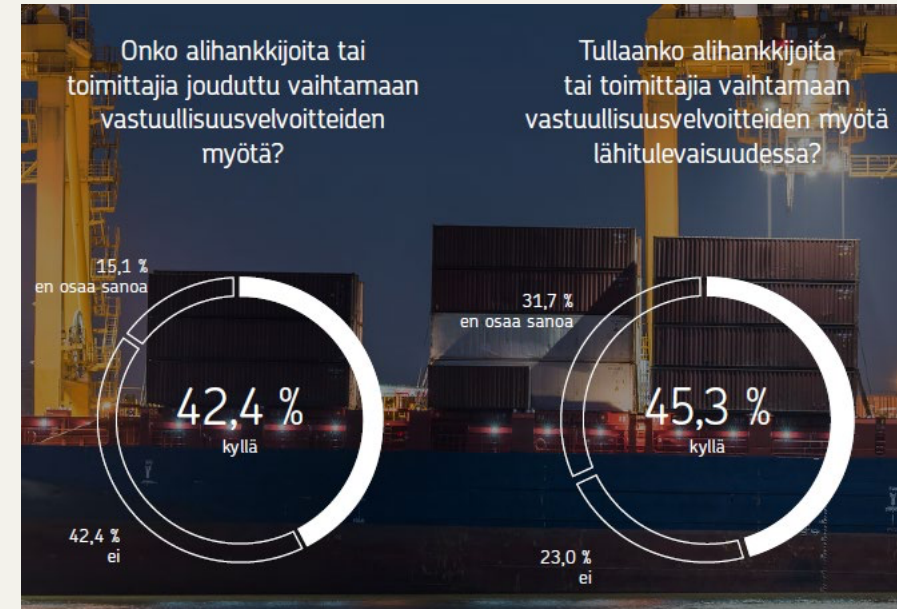 Onko alihankkijoita tai
toimittajia jouduttu vaihtamaan
vastuullisuusvelvoitteiden
myötä?
15,1 %
en osaa sanoa
42,4 %
kyllä
42,4 %
ei
Tullaanko alihankkijoita
tai toimittajia vaihtamaan
vastuullisuusvelvoitteiden myötä
lähitulevaisuudessa?
31,7 %
en osaa sanoa
45,3 %
kyllä
23,0 %
ei